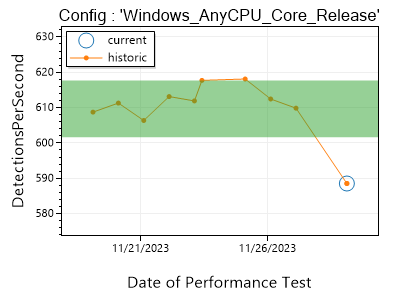 Config : 'Windows_AnyCPU_Core_Release'
current
historic
630
620
610
600
590
580
DetectionsPerSecond
11/21/2023
11/26/2023
Date of Performance Test